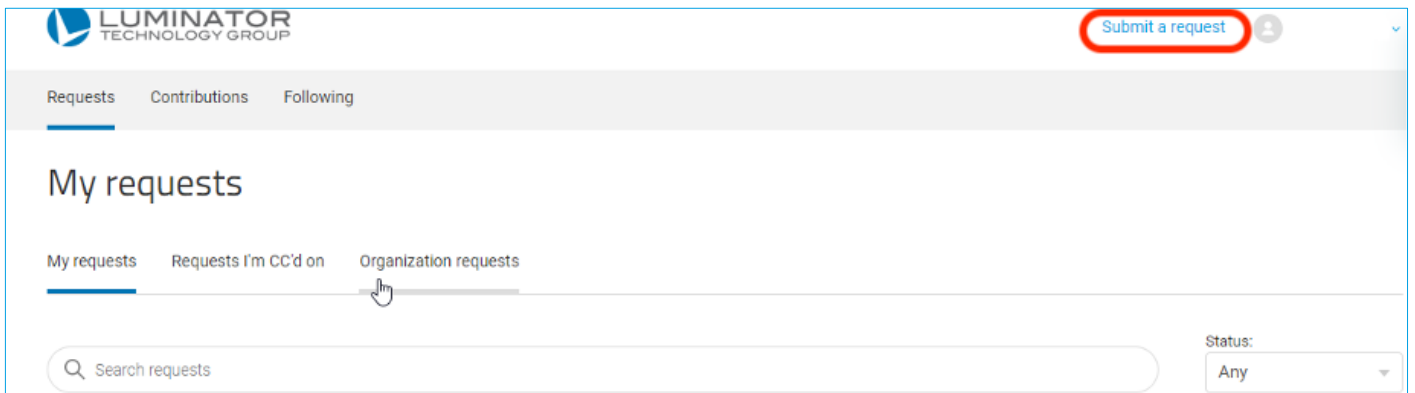 LUMINATOR
TECHNOLOGY GROUP
Submit a request
Requests Contributions Following
My requests
My requests Requests I'm CC'd on Organization requests
Status:
Search requests
Any